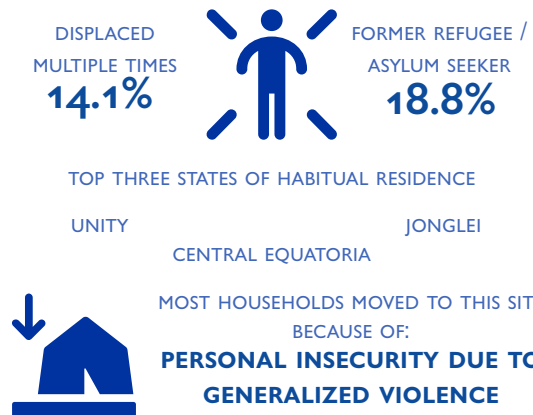 DISPLACED
MULTIPLE TIMES
14.1%
FORMER REFUGEE /
ASYLUM SEEKER
18.8%
TOP THREE STATES OF HABITUAL RESIDENCE
UNITY
JONGLEI
CENTRAL EQUATORIA
MOST HOUSEHOLDS MOVED TO THIS SIT
BECAUSE OF:
PERSONAL INSECURITY DUE TO
GENERALIZED VIOLENCE